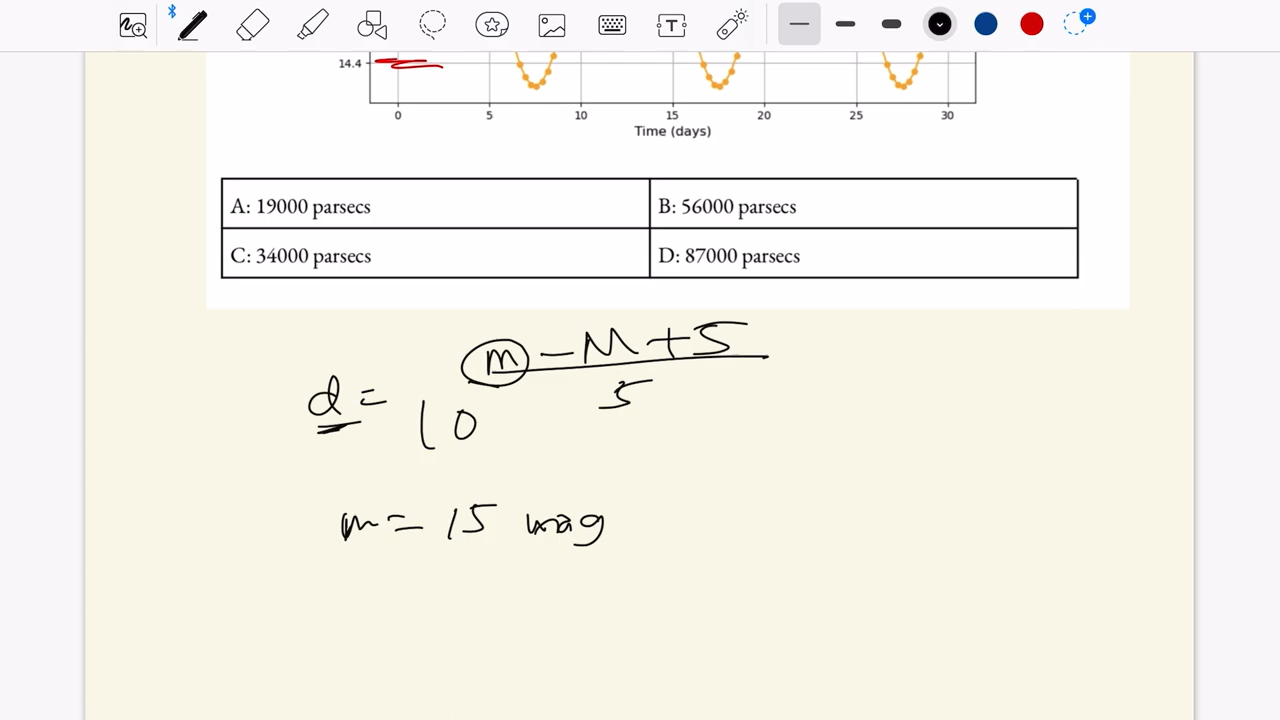 T
14.4
0 5 10 15 20 25 30
Time (days)
A: 19000 parsecs B: 56000 parsecs
C: 34000 parsecs D: 87000 parsecs
m - M + 5
5
d = 10
m = 15 mag